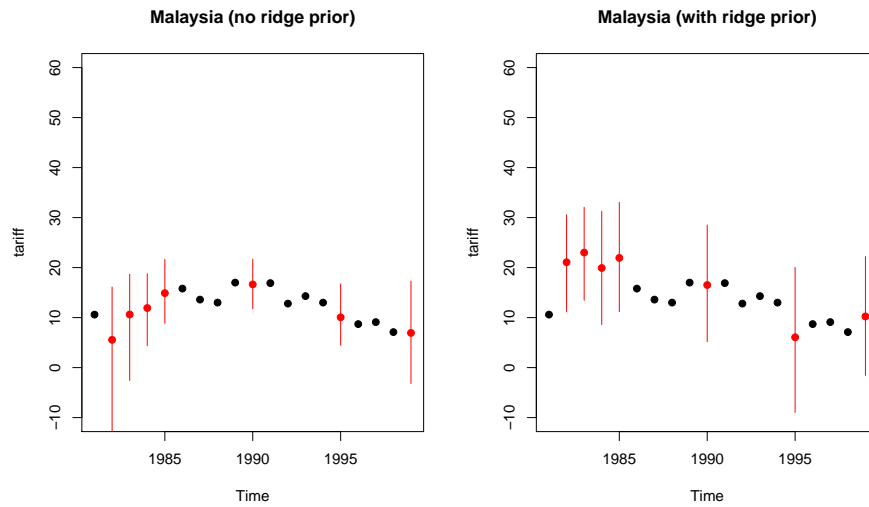 Malaysia (no ridge prior)
tariff
−10 0 10 20 30 40 50 60
1985 1990 1995
Time
Malaysia (with ridge prior)
tariff
−10 0 10 20 30 40 50 60
1985 1990 1995
Time